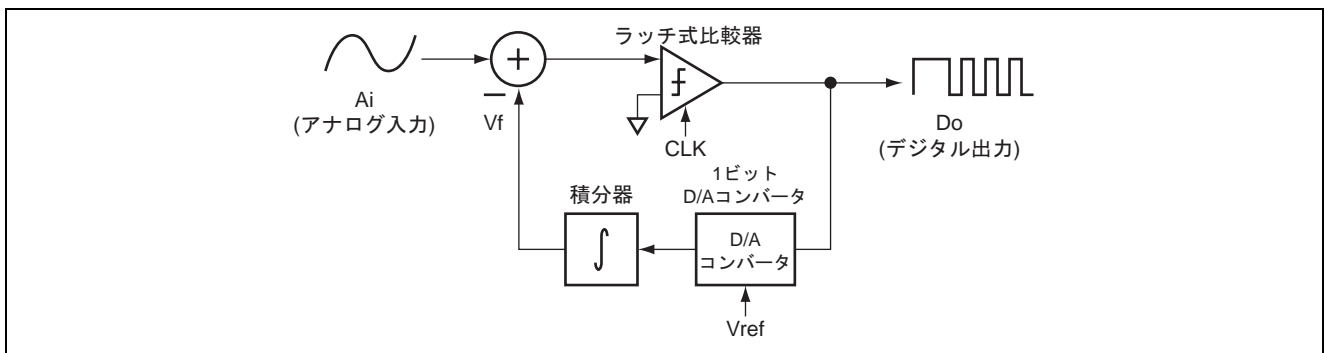 ラッチ式比較器
Ai
(アナログ入力)
+
−
Vf
CLK
Do
(デジタル出力)
積分器
∫
1ビット
D/Aコンバータ
D/A
コンバータ
Vref